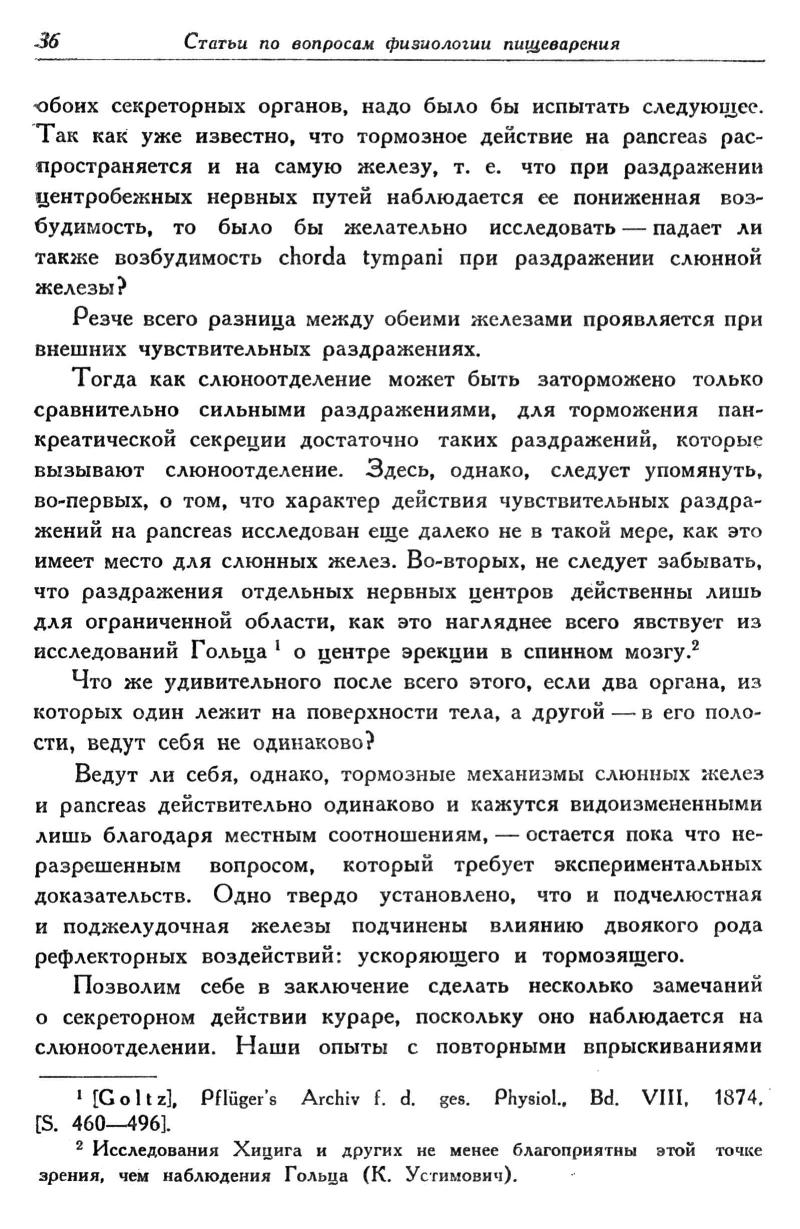 36 Статьи по вопросам физиологии пищеварения
обоих секреторных органов, надо было бы испытать следующее.
Так как уже известно, что тормозное действие на pancreas рас-
пространяется и на самую железу, т. е. что при раздражении
центробежных нервных путей наблюдается ее пониженная воз-
будимость, то было бы желательно исследовать — падает ли
также возбудимость chorda tympani при раздражении слюнной
железы?
Резче всего разница между обеими железами проявляется при
внешних чувствительных раздражениях.
Тогда как слюноотделение может быть заторможено только
сравнительно сильными раздражениями, для торможения пан-
креатической секреции достаточно таких раздражений, которые
вызывают слюноотделение. Здесь, однако, следует упомянуть,
во-первых, о том, что характер действия чувствительных раздра-
жений на pancreas исследован еще далеко не в такой мере, как это
имеет место для слюнных желез. Во-вторых, не следует забывать,
что раздражения отдельных нервных центров действенны лишь
для ограниченной области, как это нагляднее всего явствует из
исследований Гольца ¹ о центре эрекции в спинном мозгу.²
Что же удивительного после всего этого, если два органа, из
которых один лежит на поверхности тела, а другой — в его поло-
сти, ведут себя не одинаково?
Ведут ли себя, однако, тормозные механизмы слюнных желез
и pancreas действительно одинаково и кажутся видоизмененными
лишь благодаря местным соотношениям, — остается пока что не-
разрешенным вопросом, который требует экспериментальных
доказательств. Одно твердо установлено, что и подчелюстная
и поджелудочная железы подчинены влиянию двоякого рода
рефлекторных воздействий: ускоряющего и тормозящего.
Позволим себе в заключение сделать несколько замечаний
о секреторном действии кураре, поскольку оно наблюдается на
слюноотделении. Наши опыты с повторными впрыскиваниями
¹ [Goltz], Pflüger's Archiv f. d. ges. Physiol., Bd. VIII, 1874,
[S. 460—496].
² Исследования Хицига и других не менее благоприятны этой точке
зрения, чем наблюдения Гольца (К. Устимович).